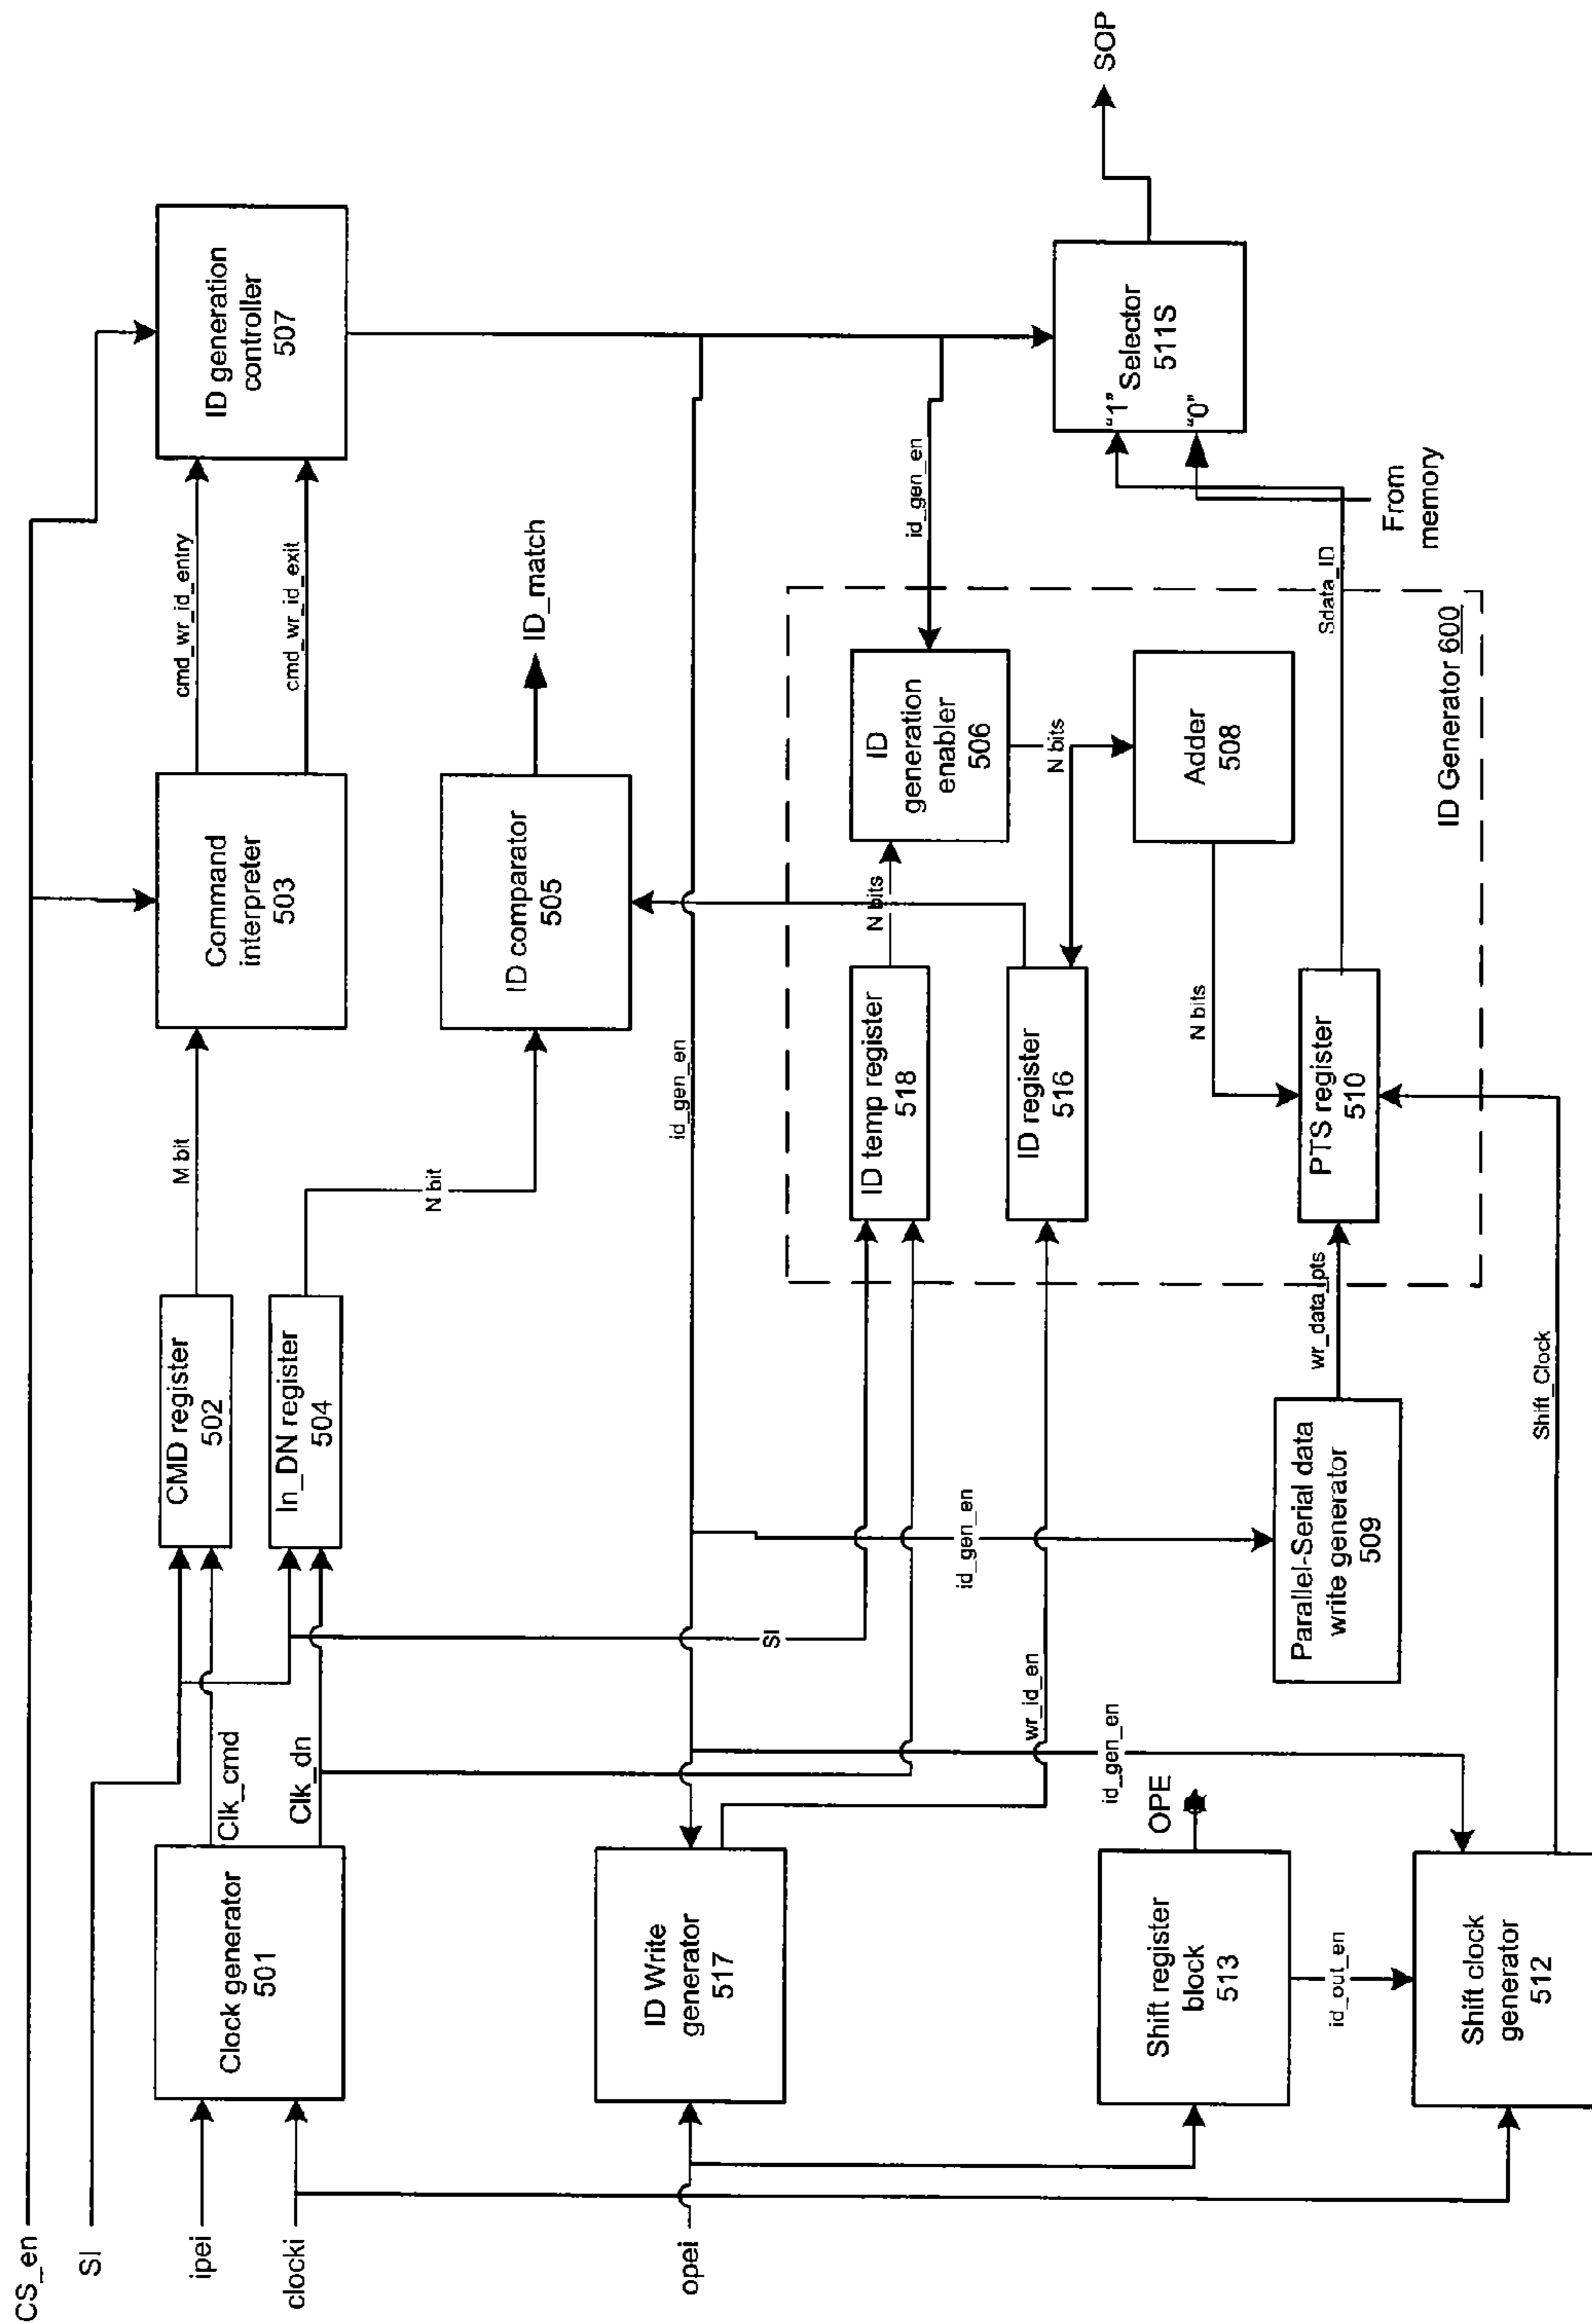 CS_en
SI
ipei
clocki
opei
Clock generator
501
Clk_cmd
Clk_dn
CMD register
502
In_DN register
504
M bit
N bit
Command
interpreter
503
cmd_wr_id_entry
cmd_wr_id_exit
ID generation
controller
507
ID comparator
505
ID_match
ID Write
generator
517
id_gen_en
SI
wr_id_en
id_gen_en
id_gen_en
ID temp register
518
N bits
ID
generation
enabler
506
id_gen_en
ID register
516
N bits
Adder
508
N bits
PTS register
510
Sdata_ID
ID Generator 600
"1"
Selector
511S
"0"
SOP
From
memory
Shift register
block
513
OPE
id_out_en
Parallel-Serial data
write generator
509
wr_data_pts
Shift clock
generator
512
Shift_Clock